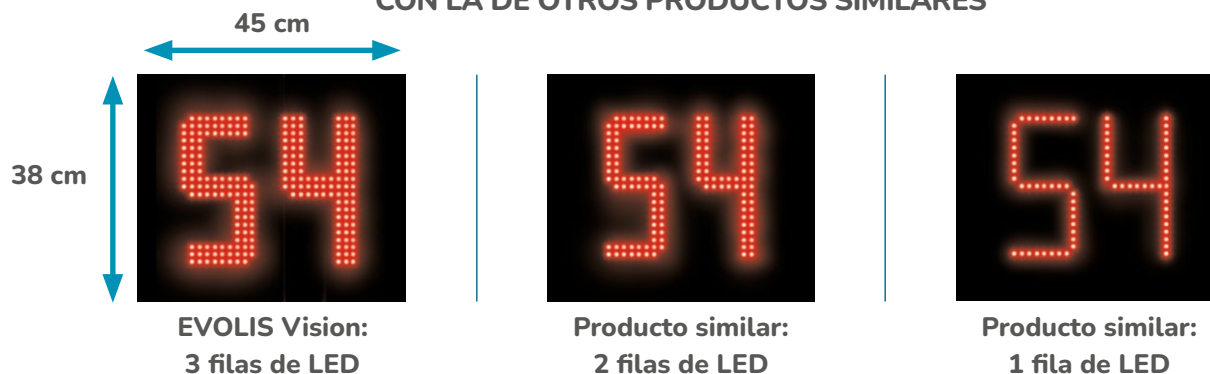 CON LA DE OTROS PRODUCTOS SIMILARES
45 cm
38 cm
54
54
54
EVOLIS Vision:
3 filas de LED
Producto similar:
2 filas de LED
Producto similar:
1 fila de LED